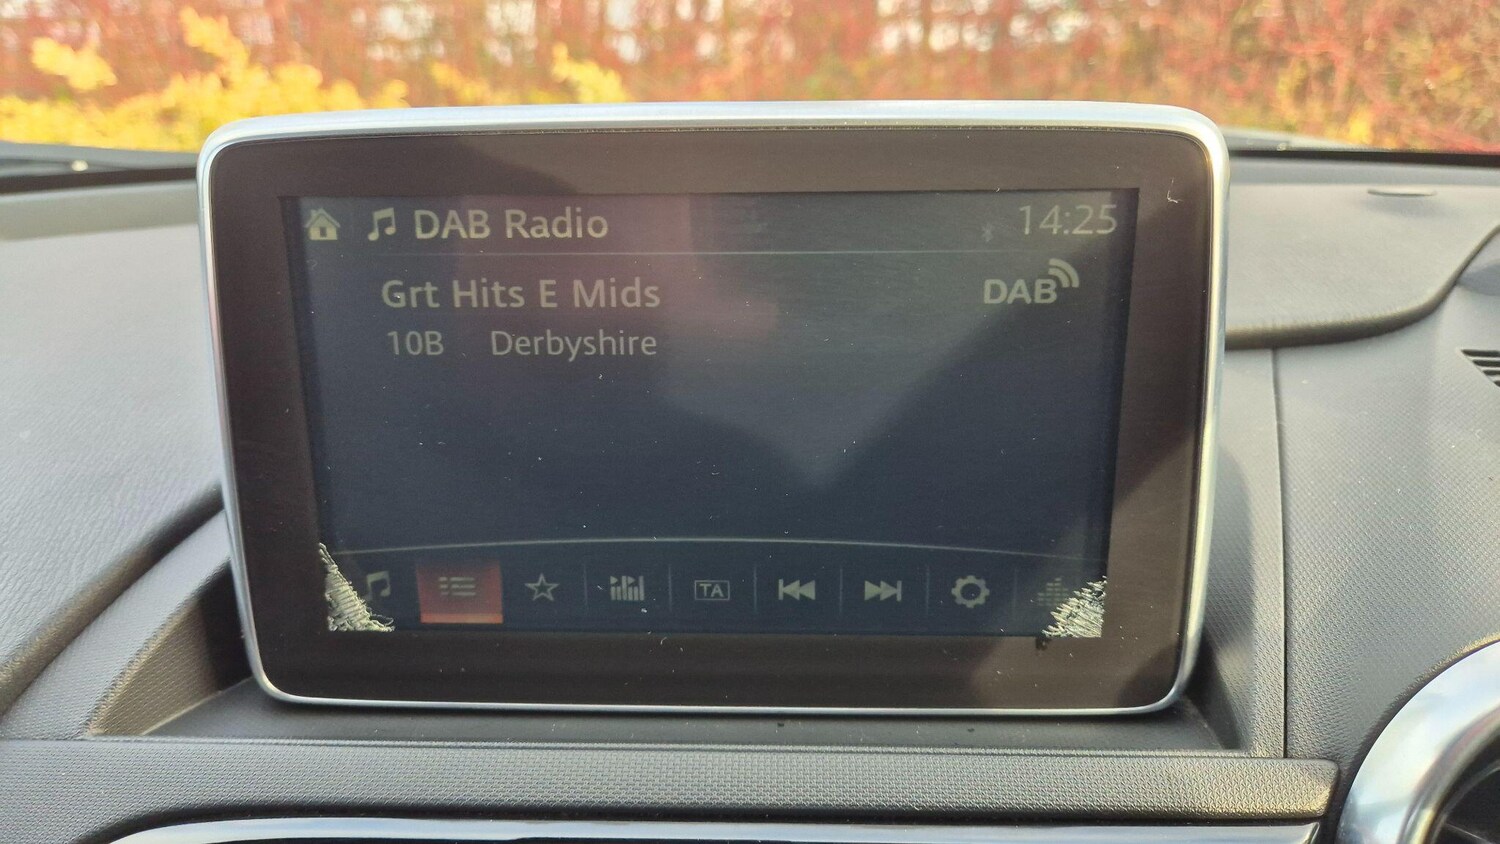 DAB Radio 14:25
Grt Hits E Mids DAB
10B Derbyshire
TA